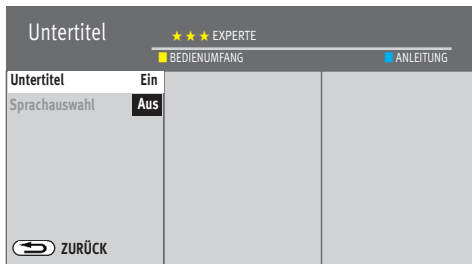 Untertitel
★★★ EXPERTE
BEDIENUMFANG
ANLEITUNG
Untertitel Ein
Sprachauswahl Aus
ZURÜCK